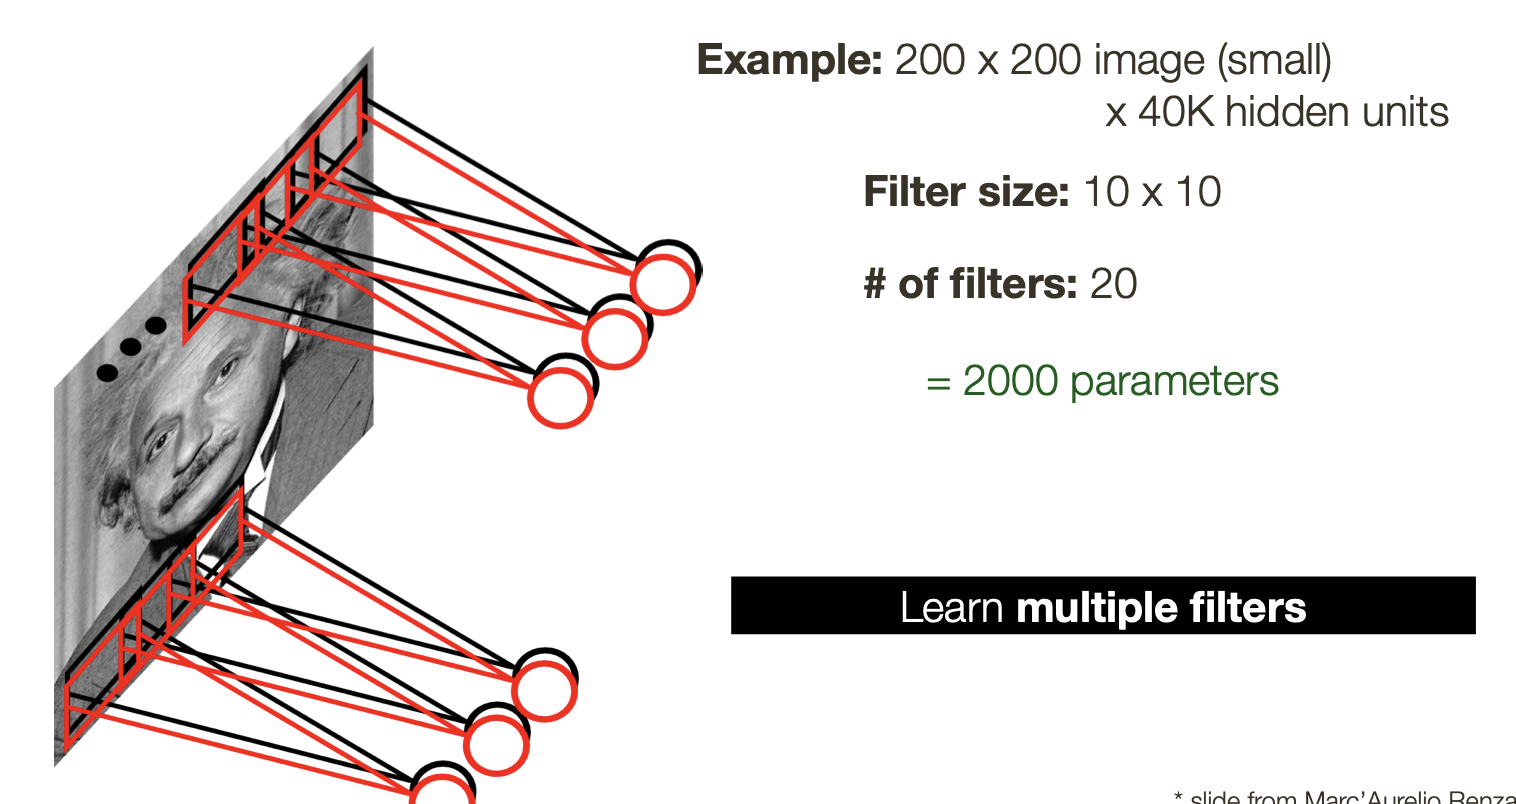 Example: 200 x 200 image (small)
x 40K hidden units
Filter size: 10 x 10
# of filters: 20
= 2000 parameters
Learn multiple filters
* slide from Marc’Aurelio Renza